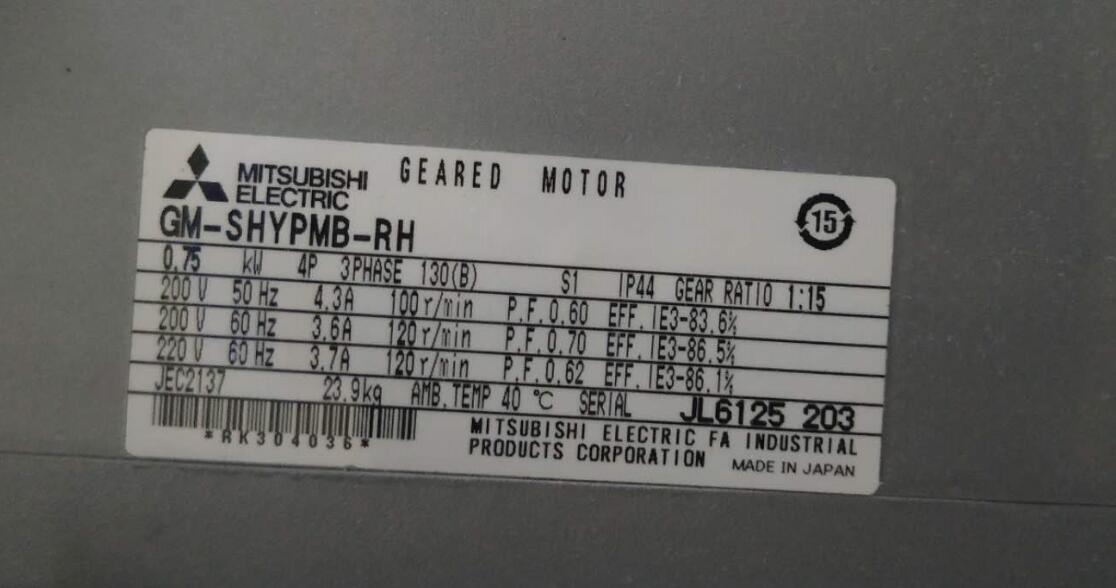 MITSUBISHI ELECTRIC GEARED MOTOR
GM-SHYPMB-RH
15
0.75 kW 4P 3PHASE 130(B) S1 IP44 GEAR RATIO 1:15
200 V 50 Hz 4.3A 100r/min P.F.0.60 EFF. IE3-83.6%
200 V 60 Hz 3.6A 120r/min P.F.0.70 EFF. IE3-86.5%
220 V 60 Hz 3.7A 120r/min P.F.0.62 EFF. IE3-86.1%
JEC2137 23.9kg AMB.TEMP 40 ℃ SERIAL JL6125 203
*RK304036*
MITSUBISHI ELECTRIC FA INDUSTRIAL
PRODUCTS CORPORATION MADE IN JAPAN